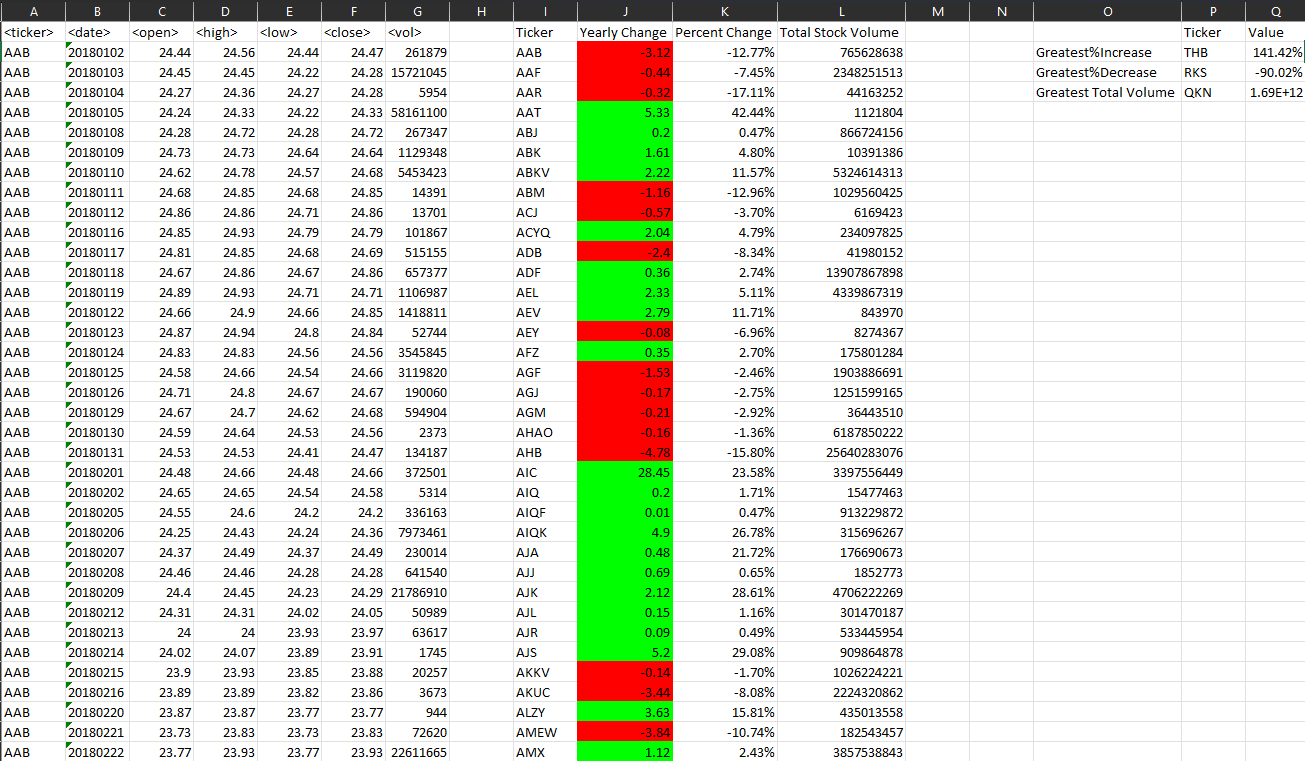 A B C D E F G H I J K L M N O P Q
<ticker> <date> <open> <high> <low> <close> <vol> Ticker Yearly Change Percent Change Total Stock Volume Ticker Value
AAB 20180102 24.44 24.56 24.44 24.47 261879 AAB -3.12 -12.77% 765628638 Greatest%Increase THB 141.42%
AAB 20180103 24.45 24.45 24.22 24.28 15721045 AAF -0.44 -7.45% 2348251513 Greatest%Decrease RKS -90.02%
AAB 20180104 24.27 24.36 24.27 24.28 5954 AAR -0.32 -17.11% 44163252 Greatest Total Volume QKN 1.69E+12
AAB 20180105 24.24 24.33 24.22 24.33 58161100 AAT 5.33 42.44% 1121804
AAB 20180108 24.28 24.72 24.28 24.72 267347 ABJ 0.2 0.47% 866724156
AAB 20180109 24.73 24.73 24.64 24.64 1129348 ABK 1.61 4.80% 10391386
AAB 20180110 24.62 24.78 24.57 24.68 5453423 ABKV 2.22 11.57% 5324614313
AAB 20180111 24.68 24.85 24.68 24.85 14391 ABM -1.16 -12.96% 1029560425
AAB 20180112 24.86 24.86 24.71 24.86 13701 ACJ -0.57 -3.70% 6169423
AAB 20180116 24.85 24.93 24.79 24.79 101867 ACYQ 2.04 4.79% 234097825
AAB 20180117 24.81 24.85 24.68 24.69 515155 ADB -2.4 -8.34% 41980152
AAB 20180118 24.67 24.86 24.67 24.86 657377 ADF 0.36 2.74% 13907867898
AAB 20180119 24.89 24.93 24.71 24.71 1106987 AEL 2.33 5.11% 4339867319
AAB 20180122 24.66 24.9 24.66 24.85 1418811 AEV 2.79 11.71% 843970
AAB 20180123 24.87 24.94 24.8 24.84 52744 AEY -0.08 -6.96% 8274367
AAB 20180124 24.83 24.83 24.56 24.56 3545845 AFZ 0.35 2.70% 175801284
AAB 20180125 24.58 24.66 24.54 24.66 3119820 AGF -1.53 -2.46% 1903886691
AAB 20180126 24.71 24.8 24.67 24.67 190060 AGJ -0.17 -2.75% 1251599165
AAB 20180129 24.67 24.7 24.62 24.68 594904 AGM -0.21 -2.92% 36443510
AAB 20180130 24.59 24.64 24.53 24.56 2373 AHAO -0.16 -1.36% 6187850222
AAB 20180131 24.53 24.53 24.41 24.47 134187 AHB -4.78 -15.80% 25640283076
AAB 20180201 24.48 24.66 24.48 24.66 372501 AIC 28.45 23.58% 3397556449
AAB 20180202 24.65 24.65 24.54 24.58 5314 AIQ 0.2 1.71% 15477463
AAB 20180205 24.55 24.6 24.2 24.2 336163 AIQF 0.01 0.47% 913229872
AAB 20180206 24.25 24.43 24.24 24.36 7973461 AIQK 4.9 26.78% 315696267
AAB 20180207 24.37 24.49 24.37 24.49 230014 AJA 0.48 21.72% 176690673
AAB 20180208 24.46 24.46 24.28 24.28 641540 AJJ 0.69 0.65% 1852773
AAB 20180209 24.4 24.45 24.23 24.29 21786910 AJK 2.12 28.61% 4706222269
AAB 20180212 24.31 24.31 24.02 24.05 50989 AJL 0.15 1.16% 301470187
AAB 20180213 24 24 23.93 23.97 63617 AJR 0.09 0.49% 533445954
AAB 20180214 24.02 24.07 23.89 23.91 1745 AJS 5.2 29.08% 909864878
AAB 20180215 23.9 23.93 23.85 23.88 20257 AKKV -0.14 -1.70% 1026224221
AAB 20180216 23.89 23.89 23.82 23.86 3673 AKUC -3.44 -8.08% 2224320862
AAB 20180220 23.87 23.87 23.77 23.77 944 ALZY 3.63 15.81% 435013558
AAB 20180221 23.73 23.83 23.73 23.83 72620 AMEW -3.84 -10.74% 182543457
AAB 20180222 23.77 23.93 23.77 23.93 22611665 AMX 1.12 2.43% 3857538843